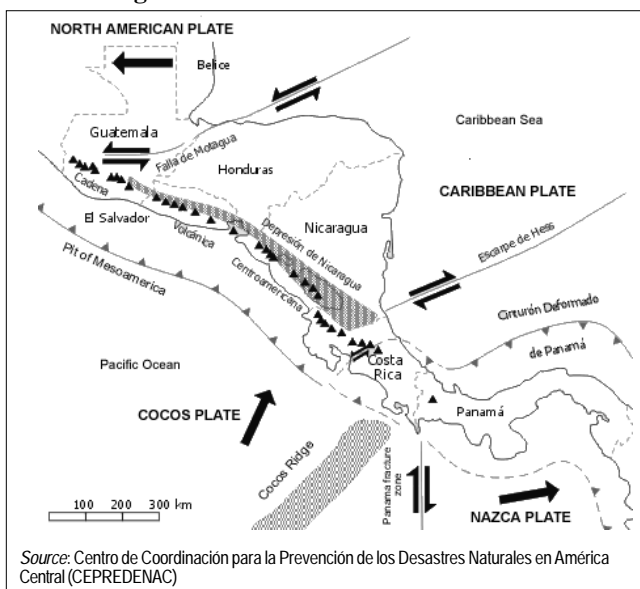 NORTH AMERICAN PLATE
Belice
Caribbean Sea
Guatemala
Falla de Motagua
Honduras
CARIBBEAN PLATE
Cadena
El Salvador
Volcánica
Nicaragua
Depresión de Nicaragua
Escarpe de Hess
Pit of Mesoamerica
Centroamericana
Cinturón Deformado
de Panamá
Pacific Ocean
Costa
Rica
Panamá
COCOS PLATE
Cocos Ridge
Panama fracture
zone
NAZCA PLATE
100 200 300 km
Source: Centro de Coordinación para la Prevención de los Desastres Naturales en América
Central (CEPREDENAC)